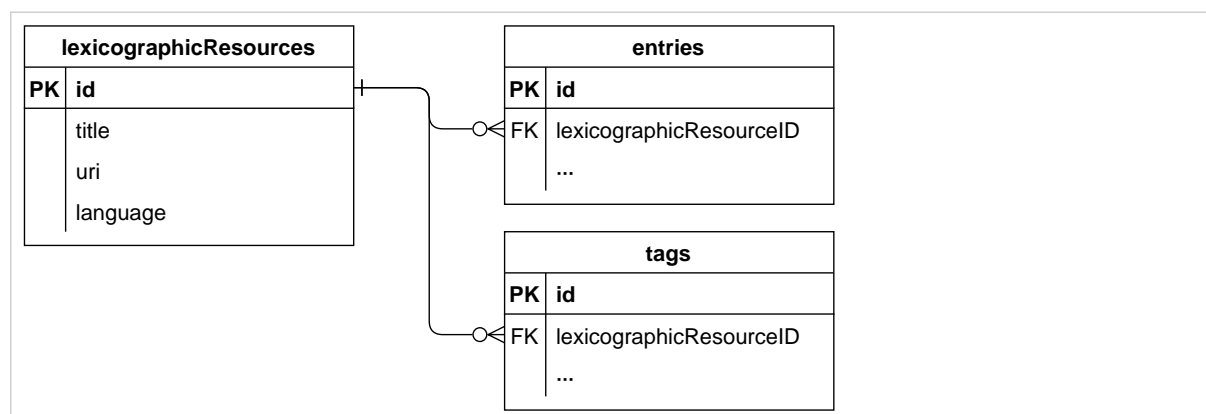 lexicographicResources
PK id
title
uri
language
entries
PK id
FK lexicographicResourceID
...
tags
PK id
FK lexicographicResourceID
...